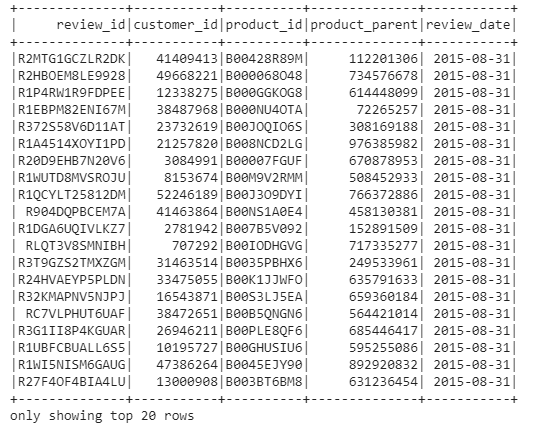 +--------------+-----------+----------+--------------+-----------+
|     review_id|customer_id|product_id|product_parent|review_date|
+--------------+-----------+----------+--------------+-----------+
|R2MTG1GCZLR2DK|   41409413|B00428R89M|     112201306| 2015-08-31|
|R2HBOEM8LE9928|   49668221|B000068O48|     734576678| 2015-08-31|
|R1P4RW1R9FDPEE|   12338275|B000GGKOG8|     614448099| 2015-08-31|
|R1EBPM82ENI67M|   38487968|B000NU4OTA|      72265257| 2015-08-31|
|R372S58V6D11AT|   23732619|B00JOQIO6S|     308169188| 2015-08-31|
|R1A4514XOYI1PD|   21257820|B008NCD2LG|     976385982| 2015-08-31|
|R20D9EHB7N20V6|    3084991|B00007FGUF|     670878953| 2015-08-31|
|R1WUTD8MVSROJU|    8153674|B00M9V2RMM|     508452933| 2015-08-31|
|R1QCYLT25812DM|   52246189|B00J3O9DYI|     766372886| 2015-08-31|
| R904DQPBCEM7A|   41463864|B00NS1A0E4|     458130381| 2015-08-31|
|R1DGA6UQIVLKZ7|    2781942|B007B5V092|     152891509| 2015-08-31|
| RLQT3V8SMNIBH|     707292|B00IODHGVG|     717335277| 2015-08-31|
|R3T9GZS2TMXZGM|   31463514|B0035PBHX6|     249533961| 2015-08-31|
|R24HVAEYP5PLDN|   33475055|B00K1JJWFO|     635791633| 2015-08-31|
|R32KMAPNV5NJPJ|   16543871|B00S3LJ5EA|     659360184| 2015-08-31|
| RC7VLPHUT6UAF|   38472651|B00B5QNGN6|     564421014| 2015-08-31|
|R3G1II8P4KGUAR|   26946211|B00PLE8QF6|     685446417| 2015-08-31|
|R1UBFCBUALL6S5|   10195727|B00GHUSIU6|     595255086| 2015-08-31|
|R1WI5NISM6GAUG|   47386264|B0045EJY90|     892920832| 2015-08-31|
|R27F4OF4BIA4LU|   13000908|B003BT6BM8|     631236454| 2015-08-31|
+--------------+-----------+----------+--------------+-----------+
only showing top 20 rows